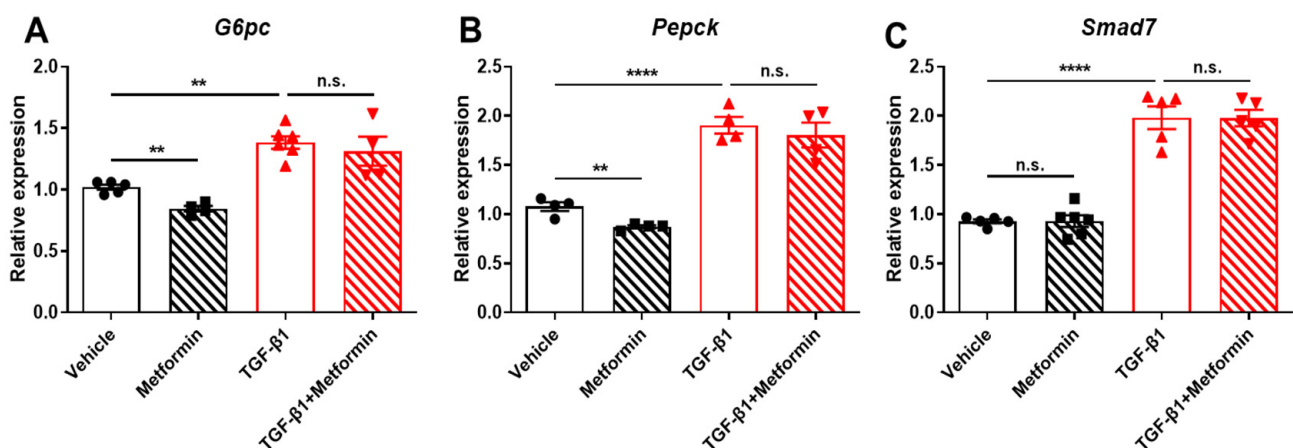 A
G6pc
Relative expression
2.0
1.5
1.0
0.5
0.0
**
**
n.s.
Vehicle
Metformin
TGF-β1
TGF-β1+Metformin
B
Pepck
Relative expression
2.5
2.0
1.5
1.0
0.5
0.0
****
**
n.s.
Vehicle
Metformin
TGF-β1
TGF-β1+Metformin
C
Smad7
Relative expression
2.5
2.0
1.5
1.0
0.5
0.0
****
n.s.
n.s.
Vehicle
Metformin
TGF-β1
TGF-β1+Metformin